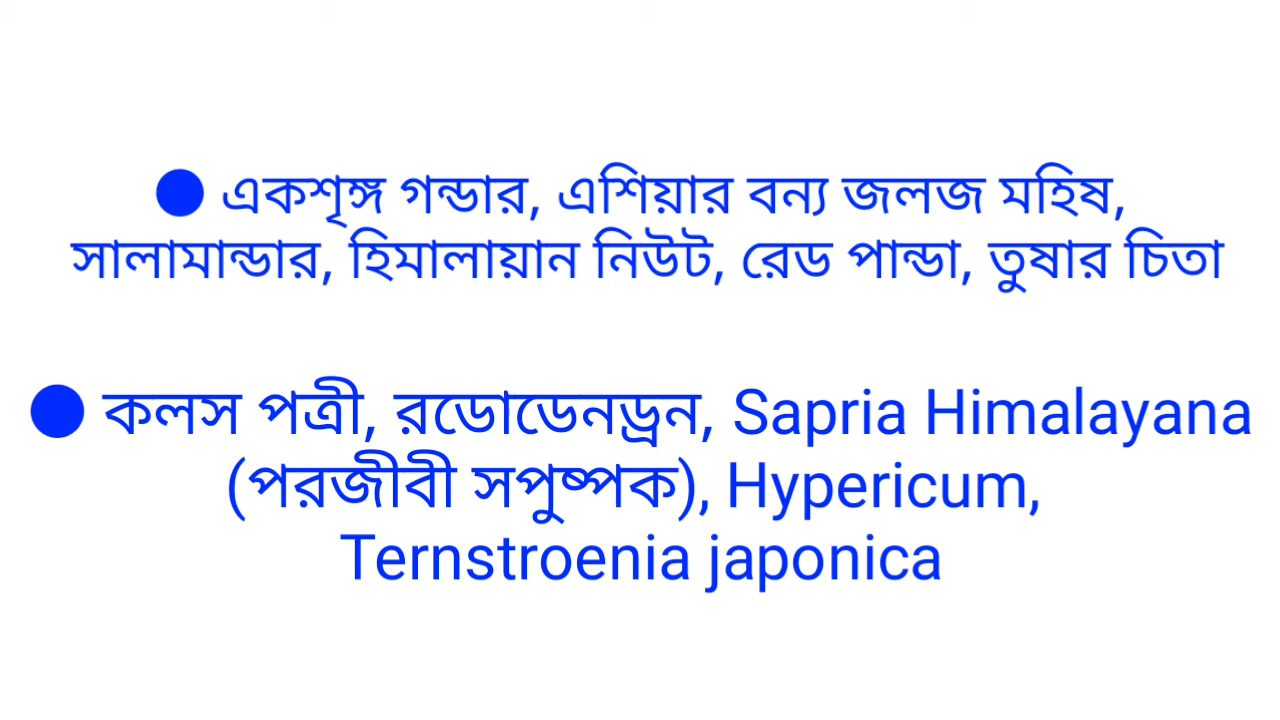 ● একশৃঙ্গ গন্ডার, এশিয়ার বন্য জলজ মহিষ,
সালামান্ডার, হিমালায়ান নিউট, রেড পান্ডা, তুষার চিতা
● কলস পত্রী, রডোডেনড্রন, Sapria Himalayana
(পরজীবী সপুষ্পক), Hypericum,
Ternstroenia japonica